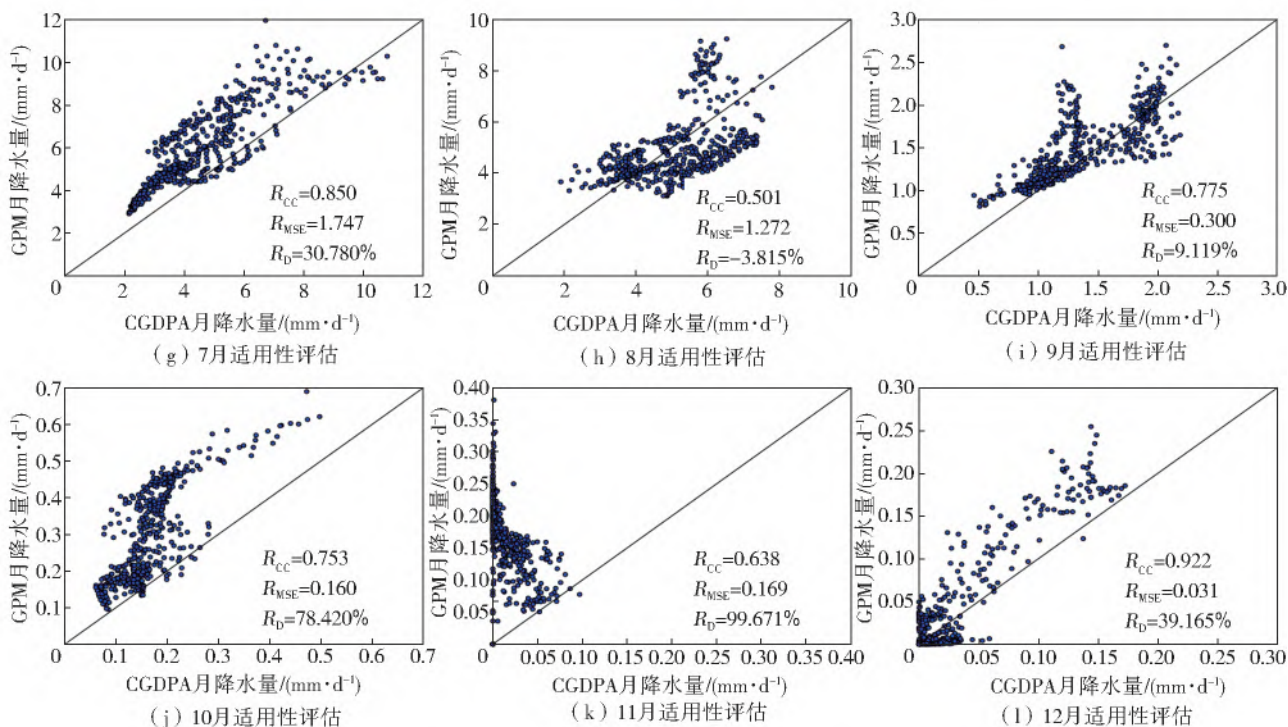 12
10
8
6
4
2
0
2
4
6
8
10
12
GPM月降水量/(mm·d⁻¹)
R_CC=0.850
R_MSE=1.747
R_D=30.780%
CGDPA月降水量/(mm·d⁻¹)
(g) 7月适用性评估
10
8
6
4
2
0
2
4
6
8
10
GPM月降水量/(mm·d⁻¹)
R_CC=0.501
R_MSE=1.272
R_D=-3.815%
CGDPA月降水量/(mm·d⁻¹)
(h) 8月适用性评估
3.0
2.5
2.0
1.5
1.0
0.5
0
0.5
1.0
1.5
2.0
2.5
3.0
GPM月降水量/(mm·d⁻¹)
R_CC=0.775
R_MSE=0.300
R_D=9.119%
CGDPA月降水量/(mm·d⁻¹)
(i) 9月适用性评估
0.7
0.6
0.5
0.4
0.3
0.2
0.1
0
0.1
0.2
0.3
0.4
0.5
0.6
0.7
GPM月降水量/(mm·d⁻¹)
R_CC=0.753
R_MSE=0.160
R_D=78.420%
CGDPA月降水量/(mm·d⁻¹)
(j) 10月适用性评估
0.40
0.35
0.30
0.25
0.20
0.15
0.10
0.05
0
0.05
0.10
0.10
0.10
0.10
0.30
0.40
GPM月降水量/(mm·d⁻¹)
R_CC=0.638
R_MSE=0.169
R_D=99.671%
CGDPA月降水量/(mm·d⁻¹)
(k) 11月适用性评估
0.30
0.25
0.20
0.15
0.10
0.05
0
0.05
0.10
0.15
0.20
0.25
0.30
GPM月降水量/(mm·d⁻¹)
R_CC=0.922
R_MSE=0.031
R_D=39.165%
CGDPA月降水量/(mm·d⁻¹)
(l) 12月适用性评估